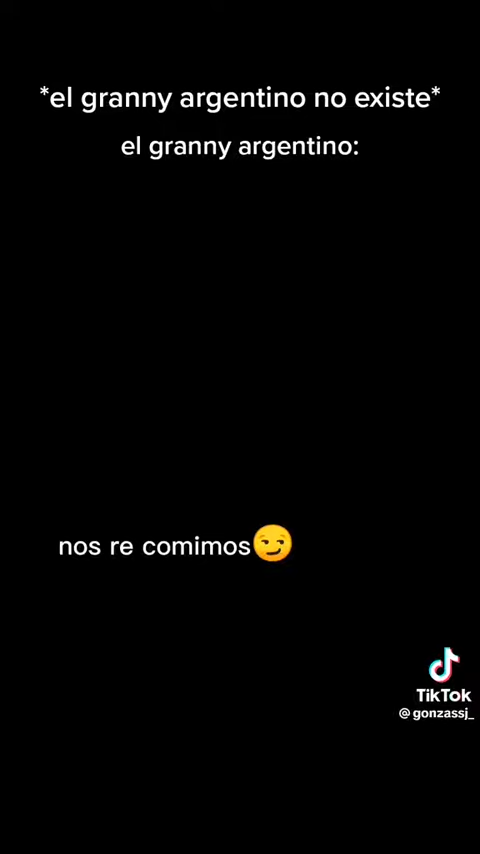 *el granny argentino no existe*
el granny argentino:
nos re comimos😏
TikTok
@gonzassj_